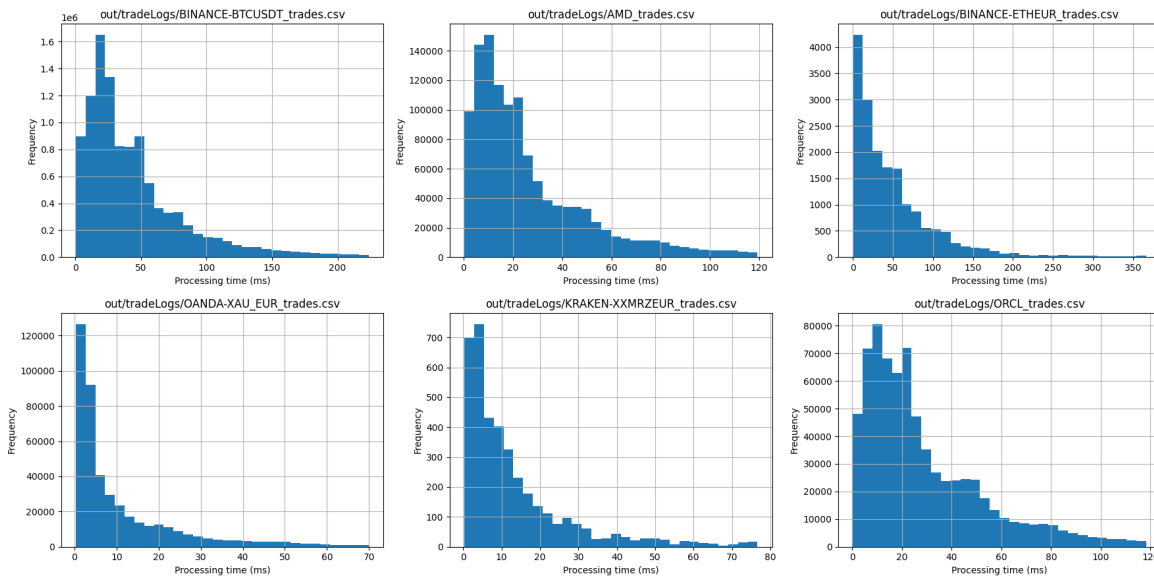 out/tradeLogs/BINANCE-BTCUSDT_trades.csv
1e6
1.6
1.4
1.2
1.0
0.8
0.6
0.4
0.2
0.0
Frequency
0 50 100 150 200
Processing time (ms)
out/tradeLogs/AMD_trades.csv
140000
120000
100000
80000
60000
40000
20000
0
Frequency
0 20 40 60 80 100 120
Processing time (ms)
out/tradeLogs/BINANCE-ETHEUR_trades.csv
4000
3500
3000
2500
2000
1500
1000
500
0
Frequency
0 50 100 150 200 250 300 350
Processing time (ms)
out/tradeLogs/OANDA-XAU_EUR_trades.csv
120000
100000
80000
60000
40000
20000
0
Frequency
0 10 20 30 40 50 60 70
Processing time (ms)
out/tradeLogs/KRAKEN-XXMRZEUR_trades.csv
700
600
500
400
300
200
100
0
Frequency
0 10 20 30 40 50 60 70 80
Processing time (ms)
out/tradeLogs/ORCL_trades.csv
80000
70000
60000
50000
40000
30000
20000
10000
0
Frequency
0 20 40 60 80 100 120
Processing time (ms)